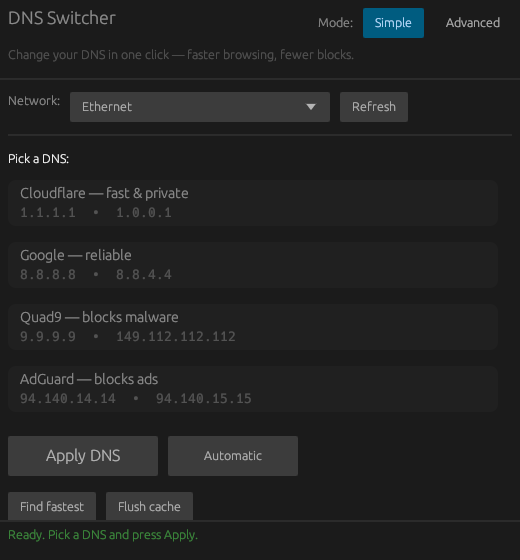 DNS Switcher
Mode: Simple Advanced
Change your DNS in one click — faster browsing, fewer blocks.
Network: Ethernet Refresh
Pick a DNS:
Cloudflare — fast & private
1.1.1.1 • 1.0.0.1
Google — reliable
8.8.8.8 • 8.8.4.4
Quad9 — blocks malware
9.9.9.9 • 149.112.112.112
AdGuard — blocks ads
94.140.14.14 • 94.140.15.15
Apply DNS Automatic
Find fastest Flush cache
Ready. Pick a DNS and press Apply.